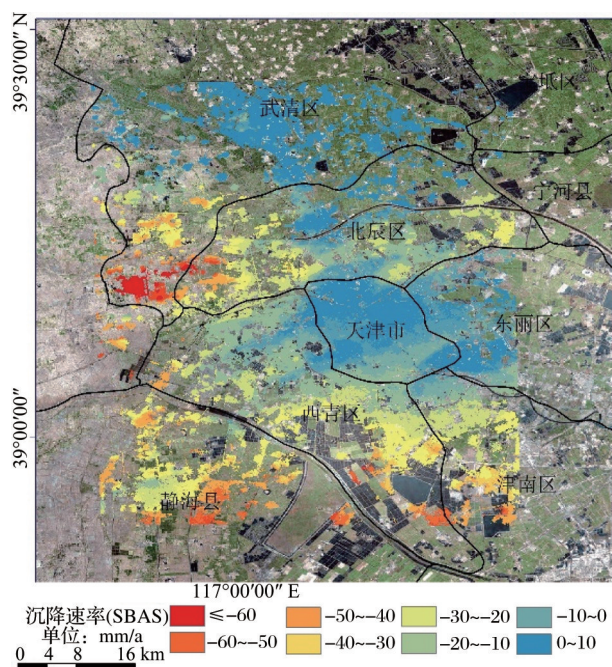 39°30′00″ N
武清区
坻区
宁河县
北辰区
天津市
东丽区
39°00′00″
西青区
静海县
津南区
117°00′00″ E
沉降速率(SBAS)
单位：mm/a
≤-60
-50~-40
-30~-20
-10~0
-60~-50
-40~-30
-20~-10
0~10
0 4 8 16 km